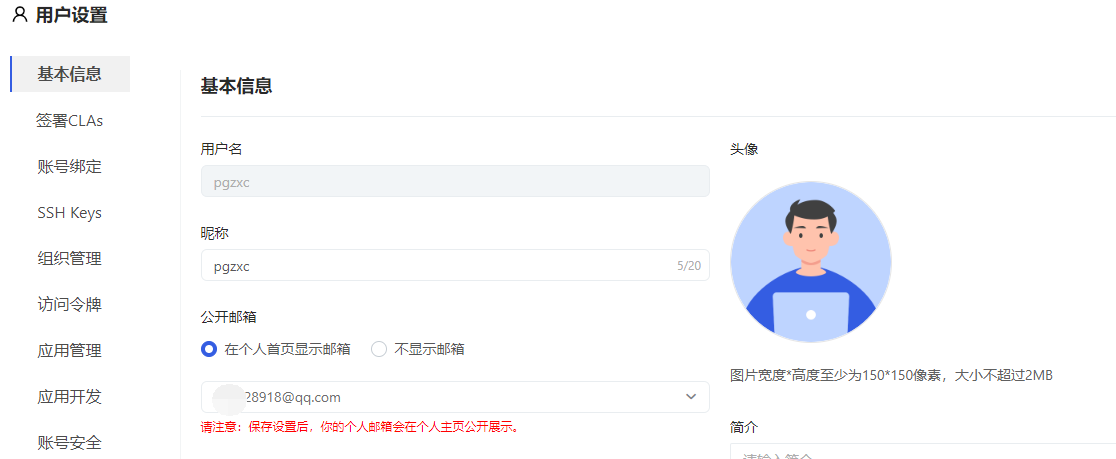 用户设置
基本信息
签署CLAs
账号绑定
SSH Keys
组织管理
访问令牌
应用管理
应用开发
账号安全
基本信息
用户名
pgzxc
昵称
pgzxc 5/20
公开邮箱
在个人首页显示邮箱 不显示邮箱
28918@qq.com
请注意：保存设置后，你的个人邮箱会在个人主页公开展示。
头像
图片宽度*高度至少为150*150像素，大小不超过2MB
简介
请输入简介